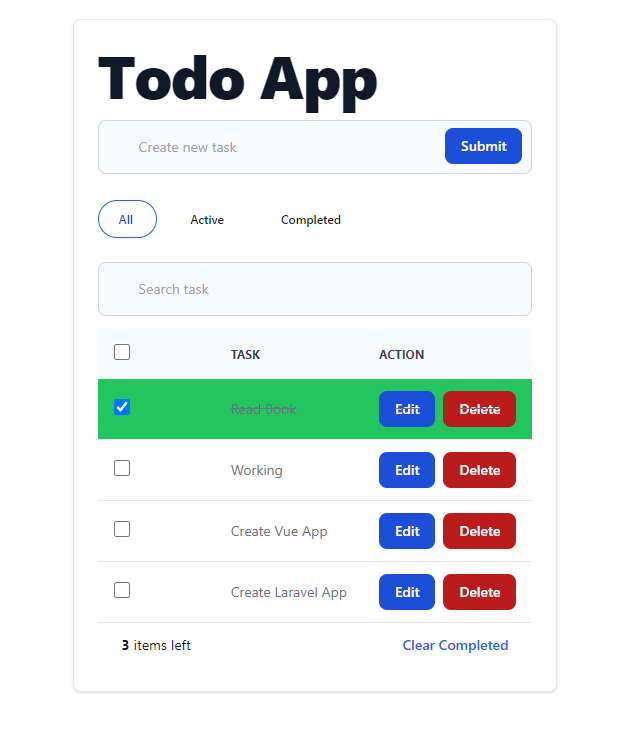 Todo App
Create new task Submit
All Active Completed
Search task
TASK ACTION
Read Book Edit Delete
Working Edit Delete
Create Vue App Edit Delete
Create Laravel App Edit Delete
3 items left Clear Completed